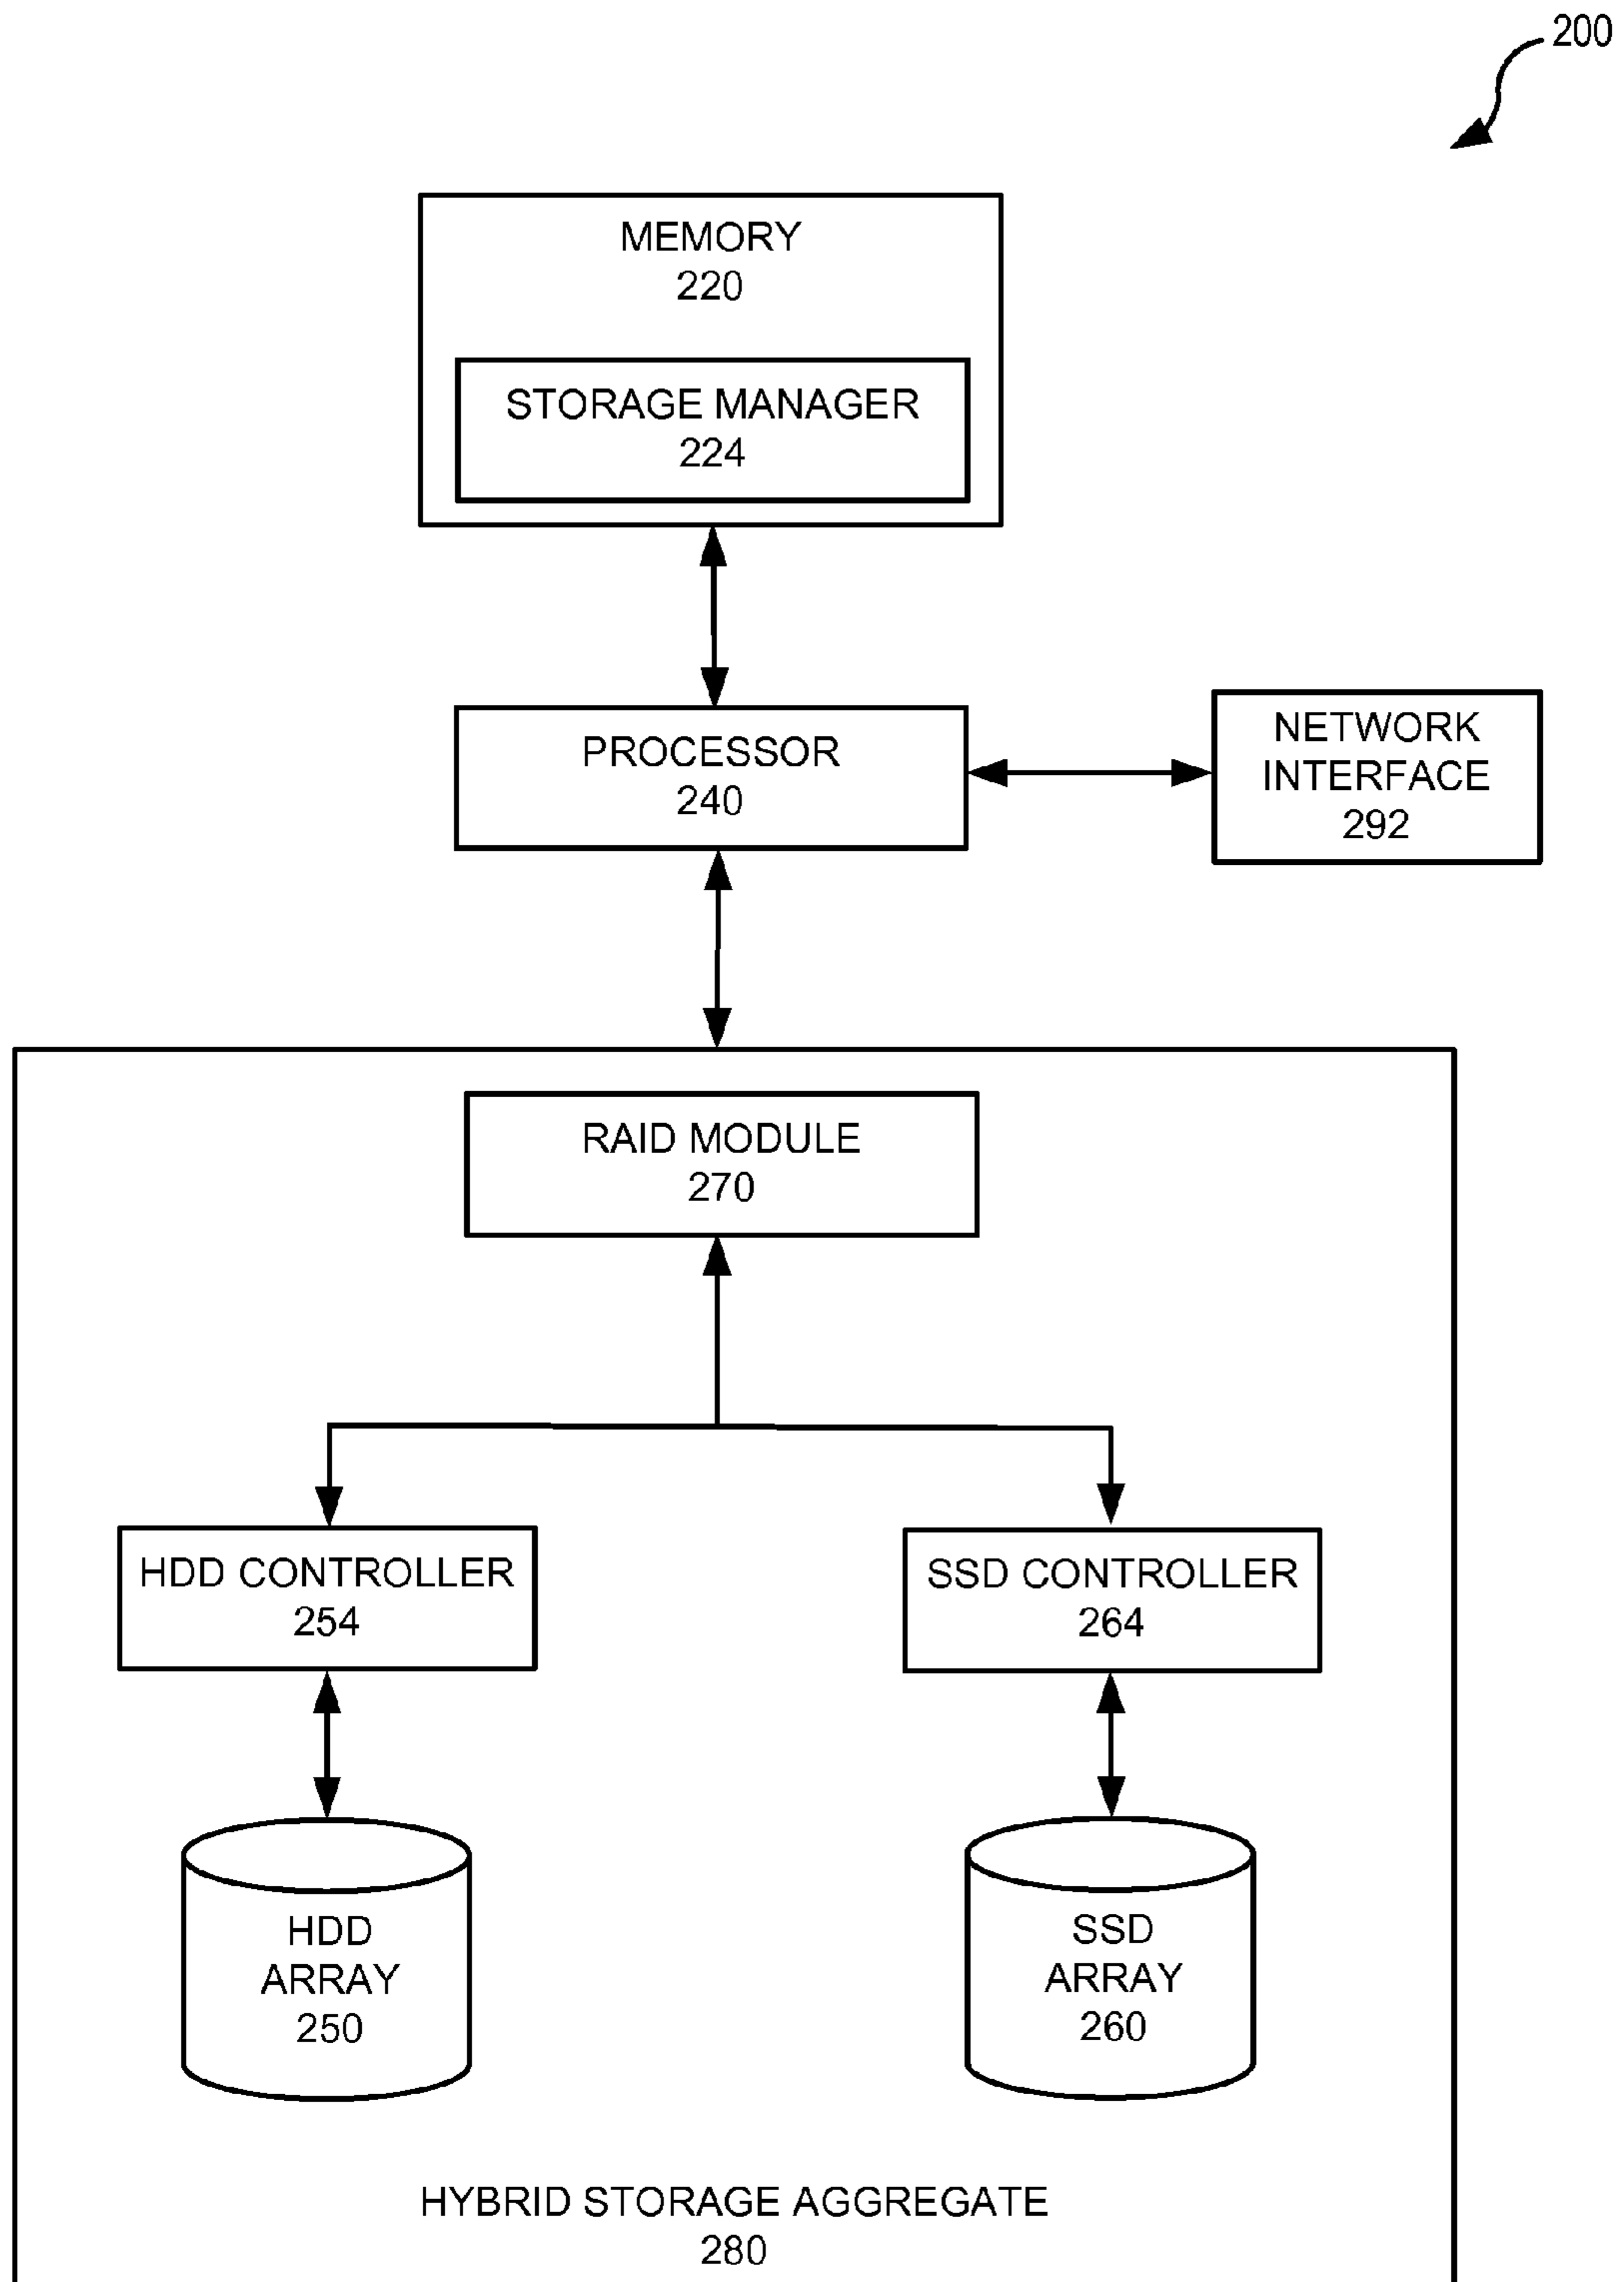 200
MEMORY
220
STORAGE MANAGER
224
PROCESSOR
240
NETWORK
INTERFACE
292
RAID MODULE
270
HDD CONTROLLER
254
SSD CONTROLLER
264
HDD
ARRAY
250
SSD
ARRAY
260
HYBRID STORAGE AGGREGATE
280